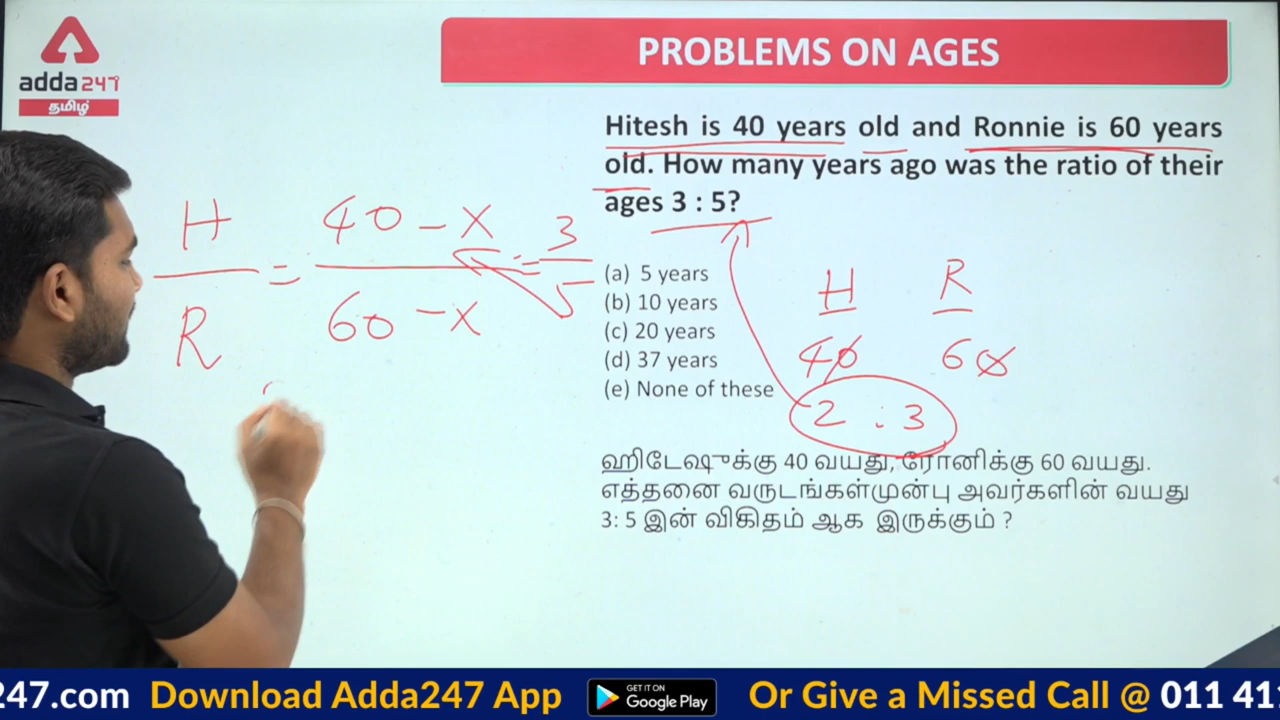 adda247
தமிழ்
PROBLEMS ON AGES
Hitesh is 40 years old and Ronnie is 60 years
old. How many years ago was the ratio of their
ages 3 : 5?
H/R = 40 - x/60 - x = 3/5
(a) 5 years
(b) 10 years
(c) 20 years
(d) 37 years
(e) None of these
H R
40 60
2 : 3
ஹிடேஷுக்கு 40 வயது, ரோனிக்கு 60 வயது.
எத்தனை வருடங்கள்முன்பு அவர்களின் வயது
3: 5 இன் விகிதம் ஆக இருக்கும் ?
247.com Download Adda247 App GET IT ON Google Play Or Give a Missed Call @ 011 41